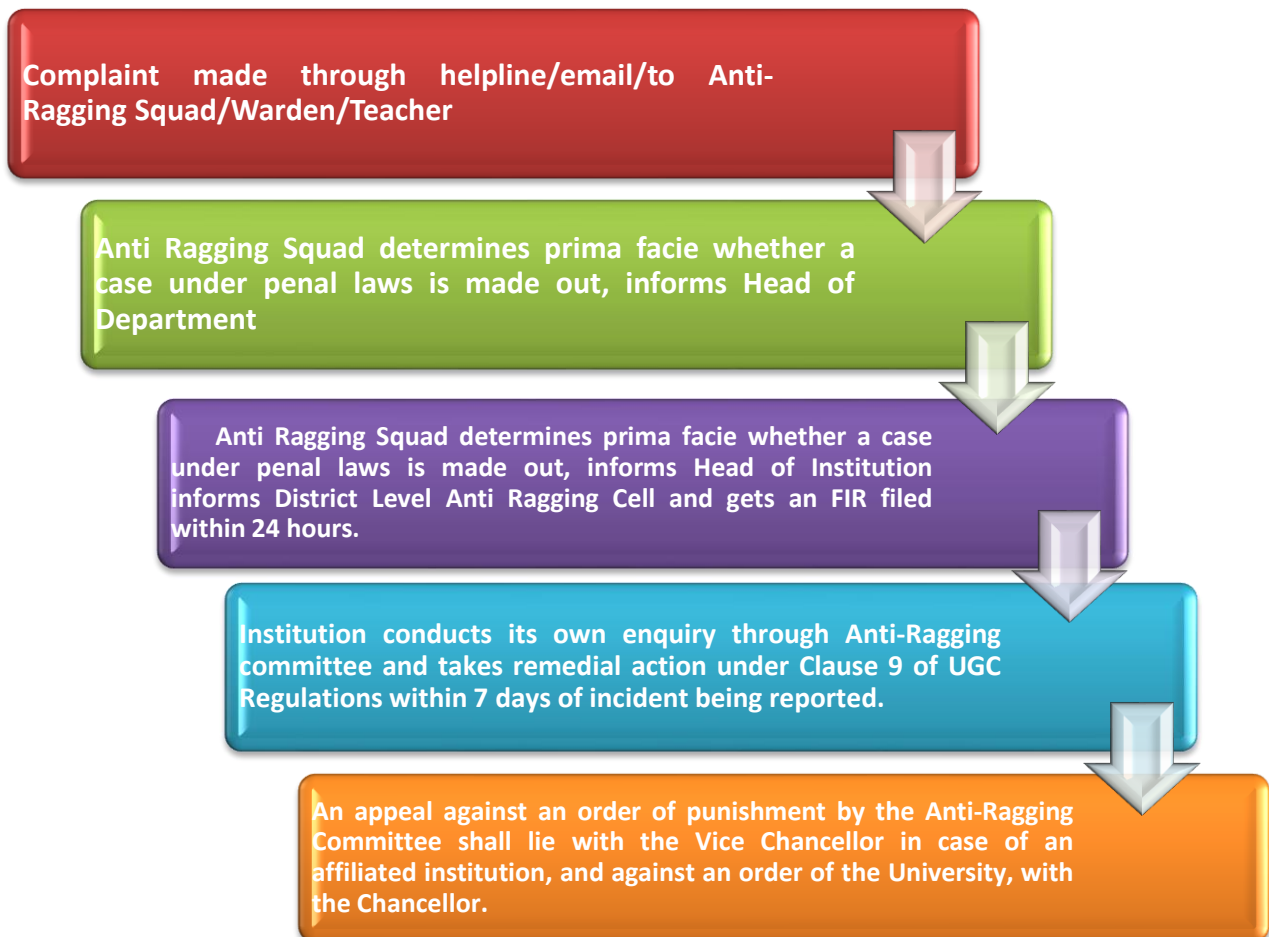 Complaint made through helpline/email/to Anti-
Ragging Squad/Warden/Teacher
Anti Ragging Squad determines prima facie whether a
case under penal laws is made out, informs Head of
Department
Anti Ragging Squad determines prima facie whether a case
under penal laws is made out, informs Head of Institution
informs District Level Anti Ragging Cell and gets an FIR filed
within 24 hours.
Institution conducts its own enquiry through Anti-Ragging
committee and takes remedial action under Clause 9 of UGC
Regulations within 7 days of incident being reported.
An appeal against an order of punishment by the Anti-Ragging
Committee shall lie with the Vice Chancellor in case of an
affiliated institution, and against an order of the University, with
the Chancellor.